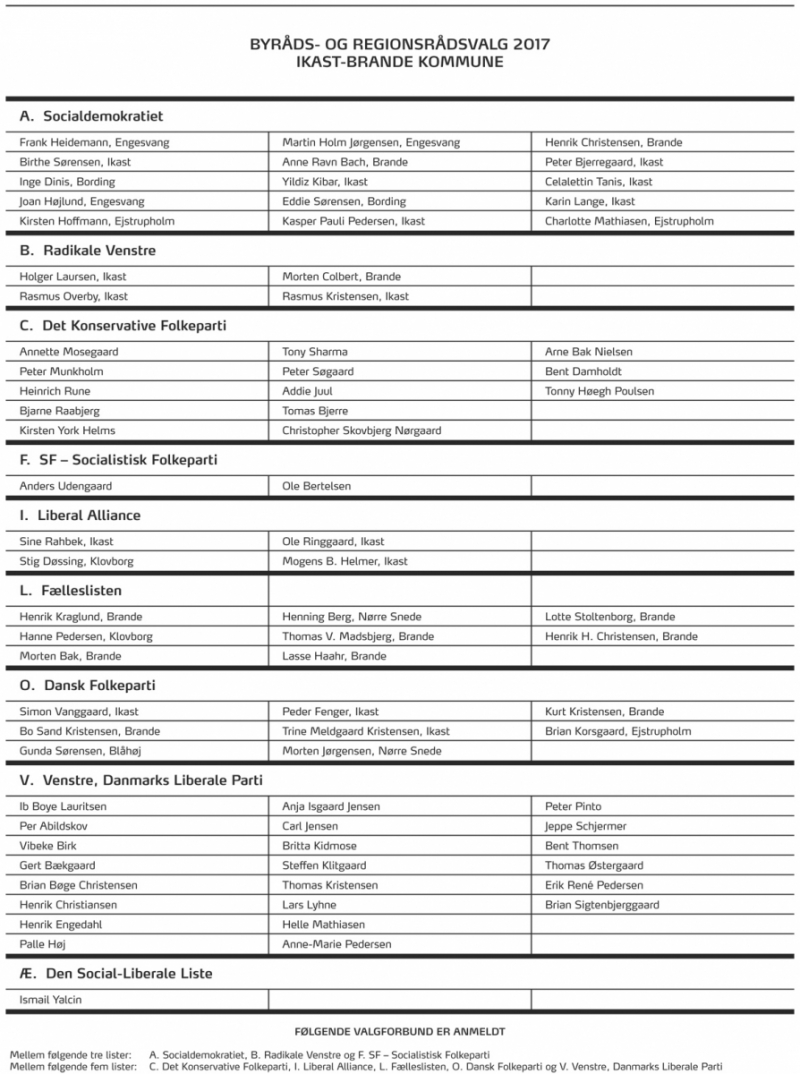 BYRÅDS- OG REGIONSRÅDSVALG 2017
IKAST-BRANDE KOMMUNE
A. Socialdemokratiet
Frank Heidemann, Engesvang Martin Holm Jørgensen, Engesvang Henrik Christensen, Brande
Birthe Sørensen, Ikast Anne Ravn Bach, Brande Peter Bjerregaard, Ikast
Inge Dinis, Bording Yildiz Kibar, Ikast Celalettin Tanis, Ikast
Joan Højlund, Engesvang Eddie Sørensen, Bording Karin Lange, Ikast
Kirsten Hoffmann, Ejstrupholm Kasper Pauli Pedersen, Ikast Charlotte Mathiasen, Ejstrupholm
B. Radikale Venstre
Holger Laursen, Ikast Morten Colbert, Brande
Rasmus Overby, Ikast Rasmus Kristensen, Ikast
C. Det Konservative Folkeparti
Annette Mosegaard Tony Sharma Arne Bak Nielsen
Peter Munkholm Peter Søgaard Bent Damholdt
Heinrich Rune Addie Juul Tonny Høegh Poulsen
Bjarne Raabjerg Tomas Bjerre
Kirsten York Helms Christopher Skovbjerg Nørgaard
F. SF – Socialistisk Folkeparti
Anders Udengaard Ole Bertelsen
I. Liberal Alliance
Sine Rahbek, Ikast Ole Ringgaard, Ikast
Stig Døssing, Klovborg Mogens B. Helmer, Ikast
L. Fælleslisten
Henrik Kraglund, Brande Henning Berg, Nørre Snede Lotte Stoltenborg, Brande
Hanne Pedersen, Klovborg Thomas V. Madsbjerg, Brande Henrik H. Christensen, Brande
Morten Bak, Brande Lasse Haahr, Brande
O. Dansk Folkeparti
Simon Vanggaard, Ikast Peder Fenger, Ikast Kurt Kristensen, Brande
Bo Sand Kristensen, Brande Trine Meldgaard Kristensen, Ikast Brian Korsgaard, Ejstrupholm
Gunda Sørensen, Blåhøj Morten Jørgensen, Nørre Snede
V. Venstre, Danmarks Liberale Parti
Ib Boye Lauritsen Anja Isgaard Jensen Peter Pinto
Per Abildskov Carl Jensen Jeppe Schjermer
Vibeke Birk Britta Kidmose Bent Thomsen
Gert Bækgaard Steffen Klitgaard Thomas Østergaard
Brian Bøge Christensen Thomas Kristensen Erik René Pedersen
Henrik Christiansen Lars Lyhne Brian Sigtenbjerggaard
Henrik Engedahl Helle Mathiasen
Palle Høj Anne-Marie Pedersen
Æ. Den Social-Liberale Liste
Ismail Yalcin
FØLGENDE VALGFORBUND ER ANMELDT
Mellem følgende tre lister: A. Socialdemokratiet, B. Radikale Venstre og F. SF – Socialistisk Folkeparti
Mellem følgende fem lister: C. Det Konservative Folkeparti, I. Liberal Alliance, L. Fælleslisten, O. Dansk Folkeparti og V. Venstre, Danmarks Liberale Parti